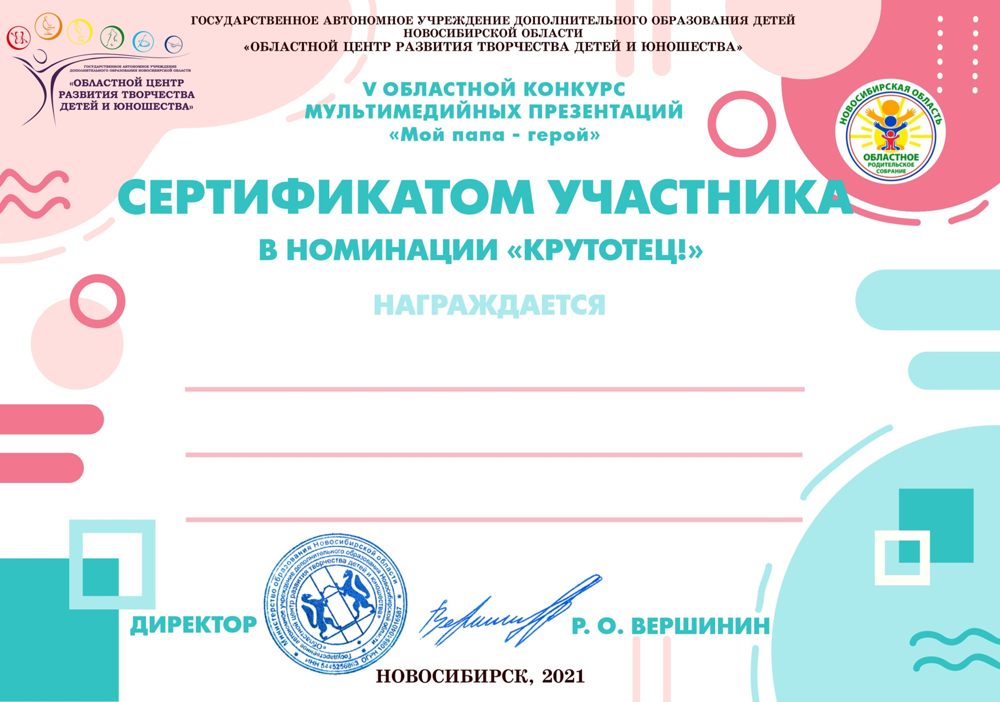 ГОСУДАРСТВЕННОЕ АВТОНОМНОЕ УЧРЕЖДЕНИЕ ДОПОЛНИТЕЛЬНОГО ОБРАЗОВАНИЯ ДЕТЕЙ
НОВОСИБИРСКОЙ ОБЛАСТИ
«ОБЛАСТНОЙ ЦЕНТР РАЗВИТИЯ ТВОРЧЕСТВА ДЕТЕЙ И ЮНОШЕСТВА»
ГОСУДАРСТВЕННОЕ АВТОНОМНОЕ УЧРЕЖДЕНИЕ
ДОПОЛНИТЕЛЬНОГО ОБРАЗОВАНИЯ НОВОСИБИРСКОЙ ОБЛАСТИ
«ОБЛАСТНОЙ ЦЕНТР
РАЗВИТИЯ ТВОРЧЕСТВА
ДЕТЕЙ И ЮНОШЕСТВА»
V ОБЛАСТНОЙ КОНКУРС
МУЛЬТИМЕДИЙНЫХ ПРЕЗЕНТАЦИЙ
«Мой папа - герой»
НОВОСИБИРСКАЯ ОБЛАСТЬ
ОБЛАСТНОЕ
РОДИТЕЛЬСКОЕ
СОБРАНИЕ
СЕРТИФИКАТОМ УЧАСТНИКА
В НОМИНАЦИИ «КРУТОТЕЦ!»
НАГРАЖДАЕТСЯ
ДИРЕКТОР
Министерство образования Новосибирской области
ИНН 5445256863 ОГРН 1085404016587
Государственное автономное учреждение дополнительного образования Новосибирской области
«Областной центр развития творчества детей и юношества»
Р. О. ВЕРШИНИН
НОВОСИБИРСК, 2021